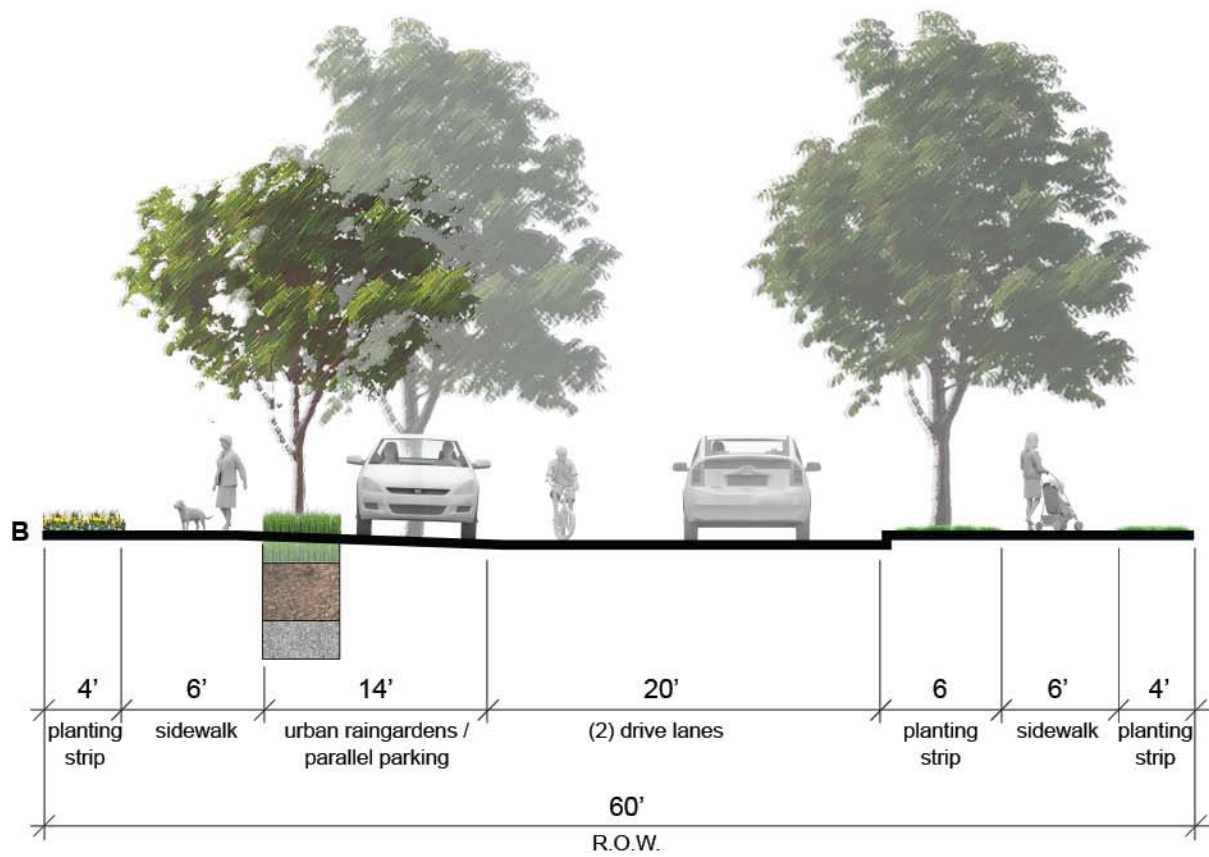 B
4’ 6’ 14’ 20’ 6 6’ 4’
planting strip
sidewalk
urban raingardens /
parallel parking
(2) drive lanes
planting
strip
sidewalk
planting
strip
60’
R.O.W.